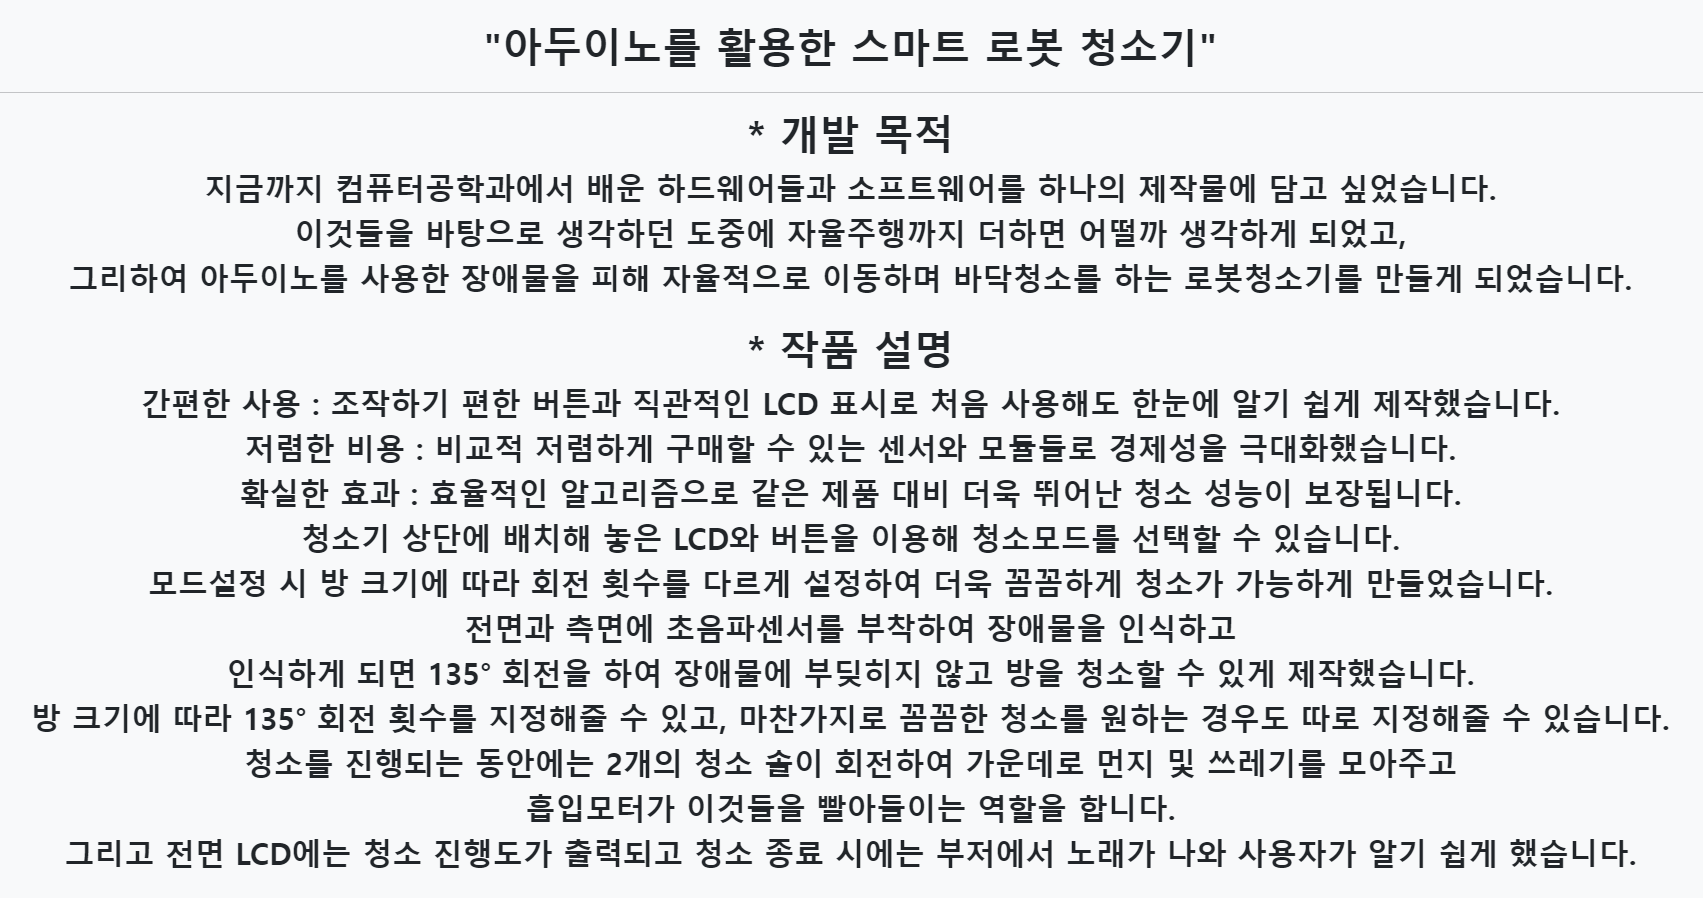 "아두이노를 활용한 스마트 로봇 청소기"
* 개발 목적
지금까지 컴퓨터공학과에서 배운 하드웨어들과 소프트웨어를 하나의 제작물에 담고 싶었습니다.
이것들을 바탕으로 생각하던 도중에 자율주행까지 더하면 어떨까 생각하게 되었고,
그리하여 아두이노를 사용한 장애물을 피해 자율적으로 이동하며 바닥청소를 하는 로봇청소기를 만들게 되었습니다.
* 작품 설명
간편한 사용 : 조작하기 편한 버튼과 직관적인 LCD 표시로 처음 사용해도 한눈에 알기 쉽게 제작했습니다.
저렴한 비용 : 비교적 저렴하게 구매할 수 있는 센서와 모듈들로 경제성을 극대화했습니다.
확실한 효과 : 효율적인 알고리즘으로 같은 제품 대비 더욱 뛰어난 청소 성능이 보장됩니다.
청소기 상단에 배치해 놓은 LCD와 버튼을 이용해 청소모드를 선택할 수 있습니다.
모드설정 시 방 크기에 따라 회전 횟수를 다르게 설정하여 더욱 꼼꼼하게 청소가 가능하게 만들었습니다.
전면과 측면에 초음파센서를 부착하여 장애물을 인식하고
인식하게 되면 135° 회전을 하여 장애물에 부딪히지 않고 방을 청소할 수 있게 제작했습니다.
방 크기에 따라 135° 회전 횟수를 지정해줄 수 있고, 마찬가지로 꼼꼼한 청소를 원하는 경우도 따로 지정해줄 수 있습니다.
청소를 진행되는 동안에는 2개의 청소 솔이 회전하여 가운데로 먼지 및 쓰레기를 모아주고
흡입모터가 이것들을 빨아들이는 역할을 합니다.
그리고 전면 LCD에는 청소 진행도가 출력되고 청소 종료 시에는 부저에서 노래가 나와 사용자가 알기 쉽게 했습니다.